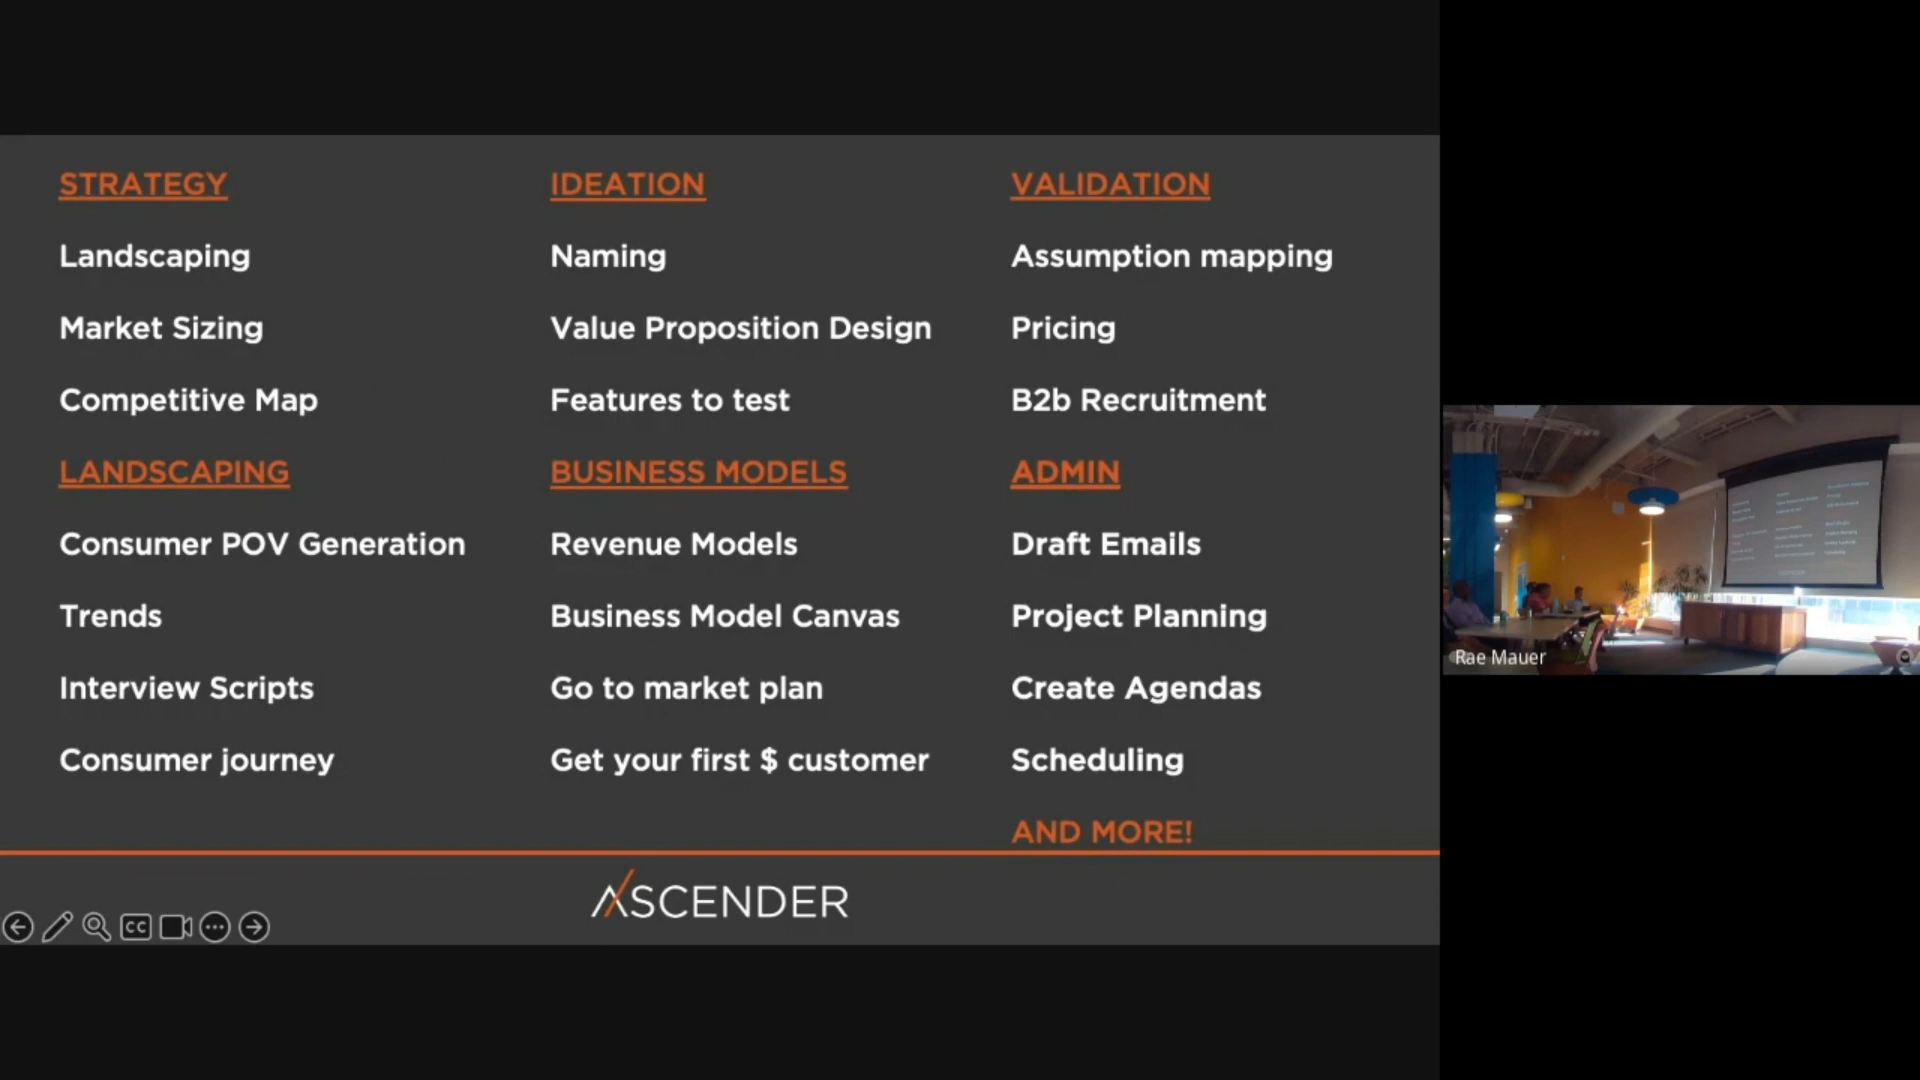 STRATEGY
Landscaping
Market Sizing
Competitive Map
LANDSCAPING
Consumer POV Generation
Trends
Interview Scripts
Consumer journey
IDEATION
Naming
Value Proposition Design
Features to test
BUSINESS MODELS
Revenue Models
Business Model Canvas
Go to market plan
Get your first $ customer
VALIDATION
Assumption mapping
Pricing
B2b Recruitment
ADMIN
Draft Emails
Project Planning
Create Agendas
Scheduling
AND MORE!
ASCENDER
CC
Rae Mauer